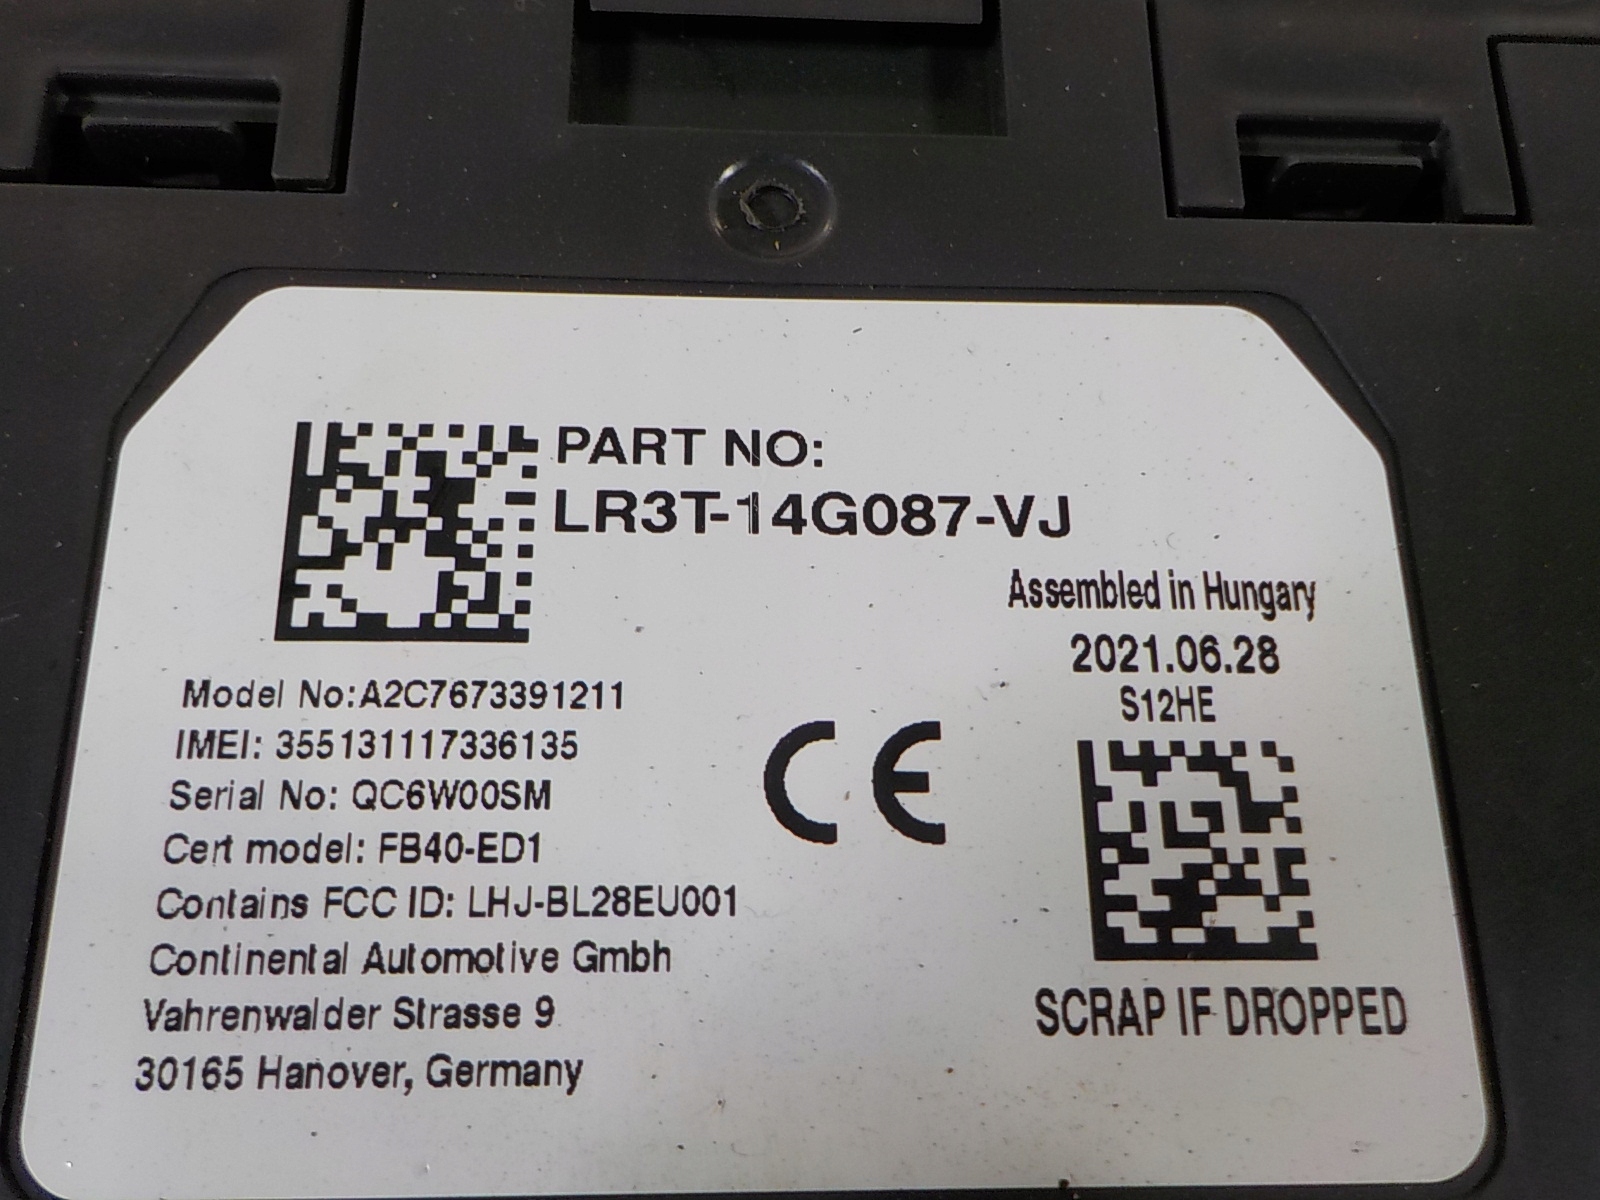 PART NO:
LR3T-14G087-VJ
Assembled in Hungary
2021.06.28
S12HE
Model No:A2C7673391211
IMEI: 355131117336135
Serial No: QC6W00SM
Cert model: FB40-ED1
Contains FCC ID: LHJ-BL28EU001
Continental Automotive Gmbh
Vahrenwalder Strasse 9
30165 Hanover, Germany
CE
SCRAP IF DROPPED